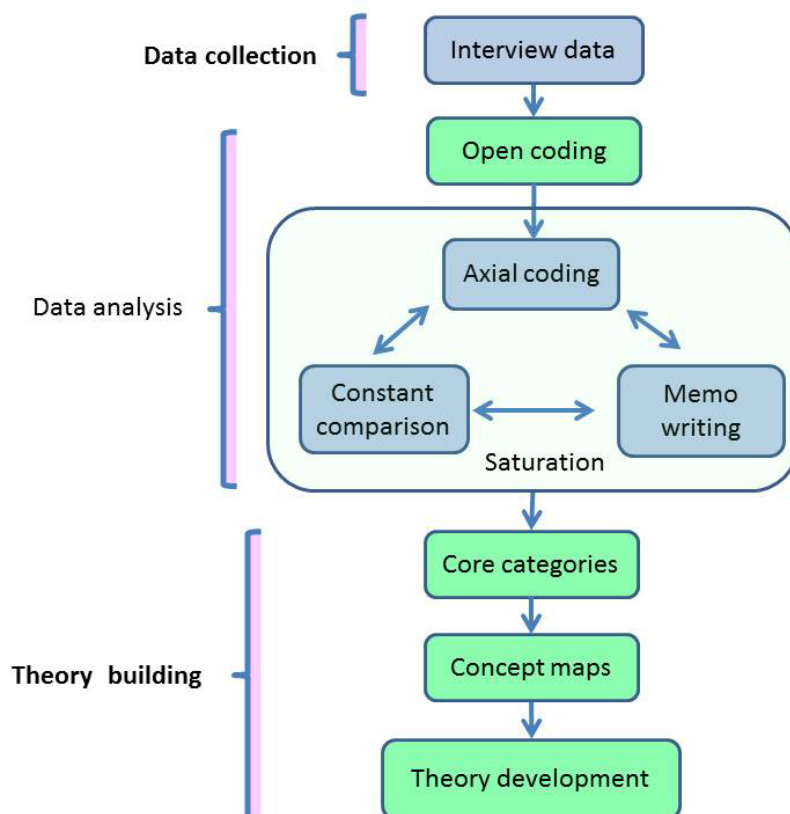 Data collection
Interview data
Open coding
Data analysis
Axial coding
Constant
comparison
Memo
writing
Saturation
Theory building
Core categories
Concept maps
Theory development